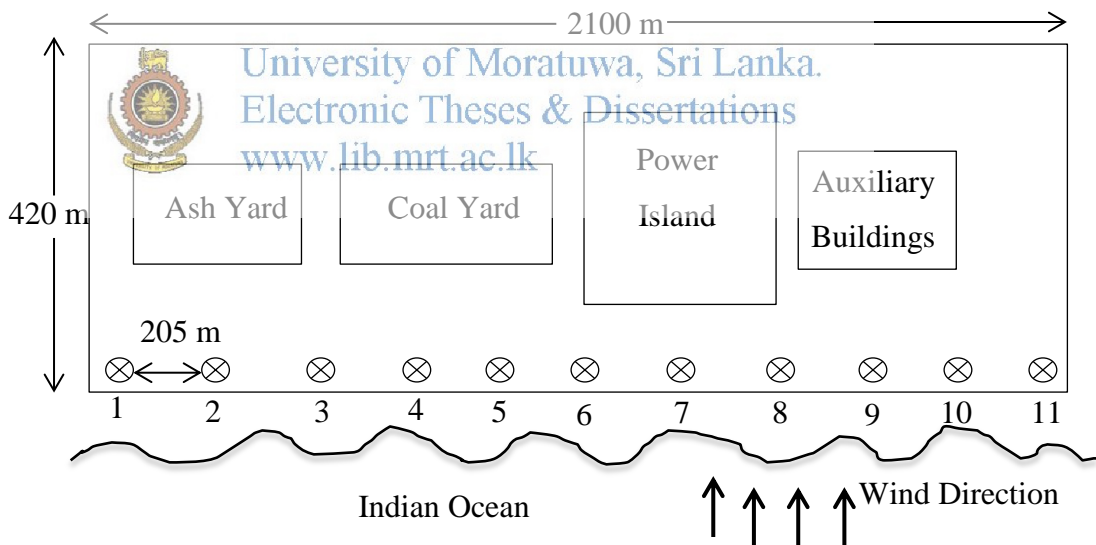 2100 m
University of Moratuwa, Sri Lanka.
Electronic Theses & Dissertations
www.lib.mrt.ac.lk
420 m
Ash Yard
Coal Yard
Power
Island
Auxiliary
Buildings
205 m
1 2 3 4 5 6 7 8 9 10 11
Indian Ocean
Wind Direction